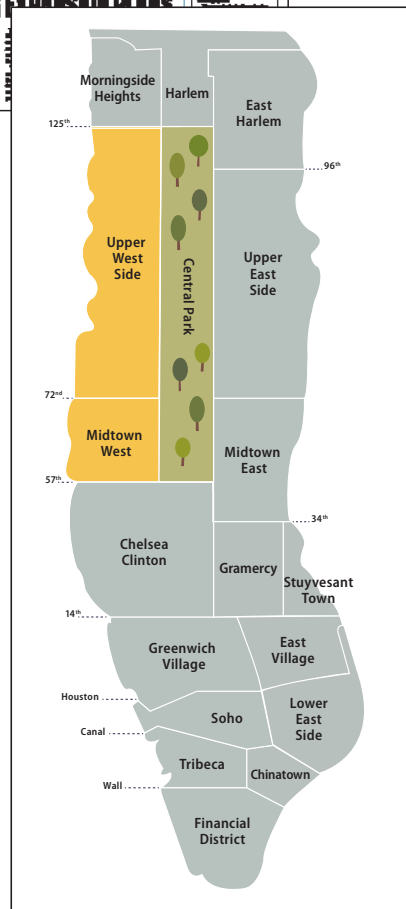 Morningside
Heights
Harlem
East
Harlem
125th
96th
Upper
West
Side
Central Park
Upper
East
Side
72nd
Midtown
West
Midtown
East
57th
34th
Chelsea
Clinton
Gramercy
Stuyvesant
Town
14th
Greenwich
Village
East
Village
Houston
Soho
Lower
East
Side
Canal
Tribeca
Chinatown
Wall
Financial
District